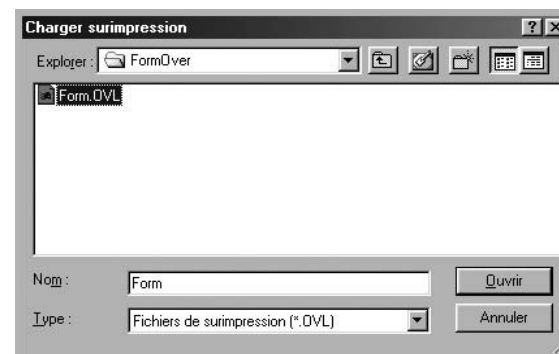 Charger surimpression
Explorer : FormOver
Form.OVL
Nom : Form Ouvrir
Type : Fichiers de surimpression (*.OVL) Annuler